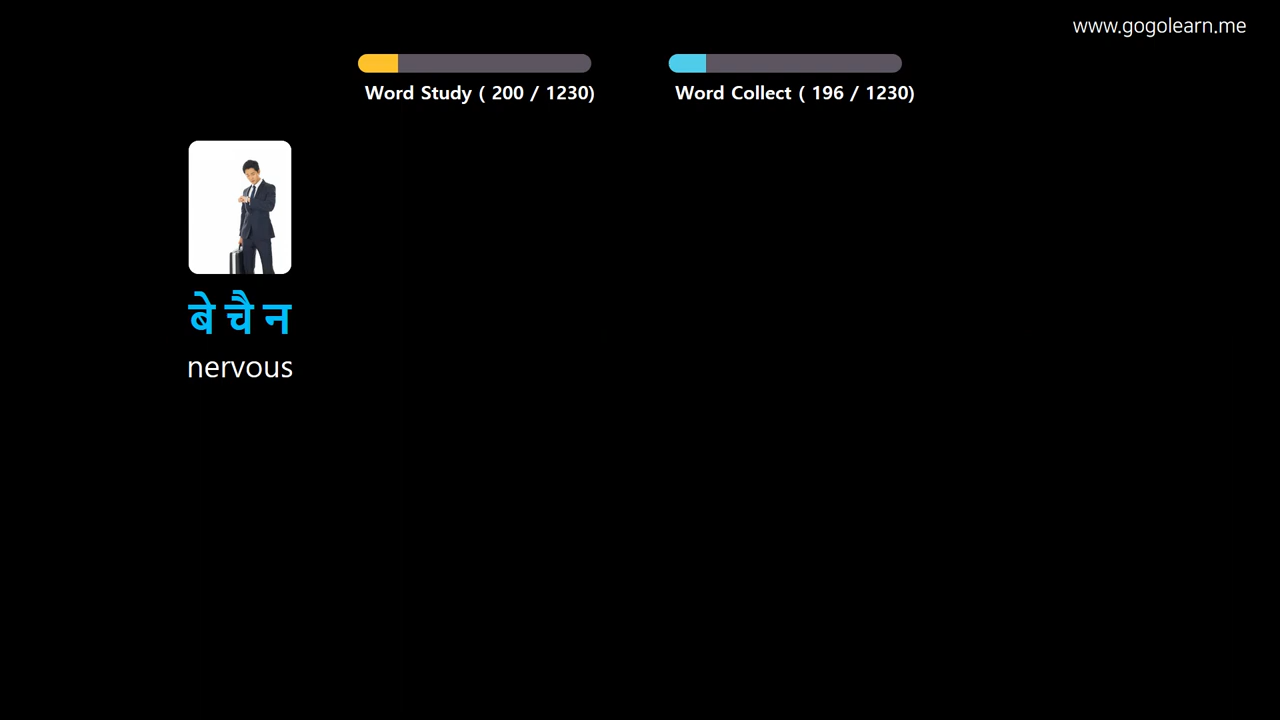 www.gogolearn.me
Word Study ( 200 / 1230)
Word Collect ( 196 / 1230)
बे चै न
nervous